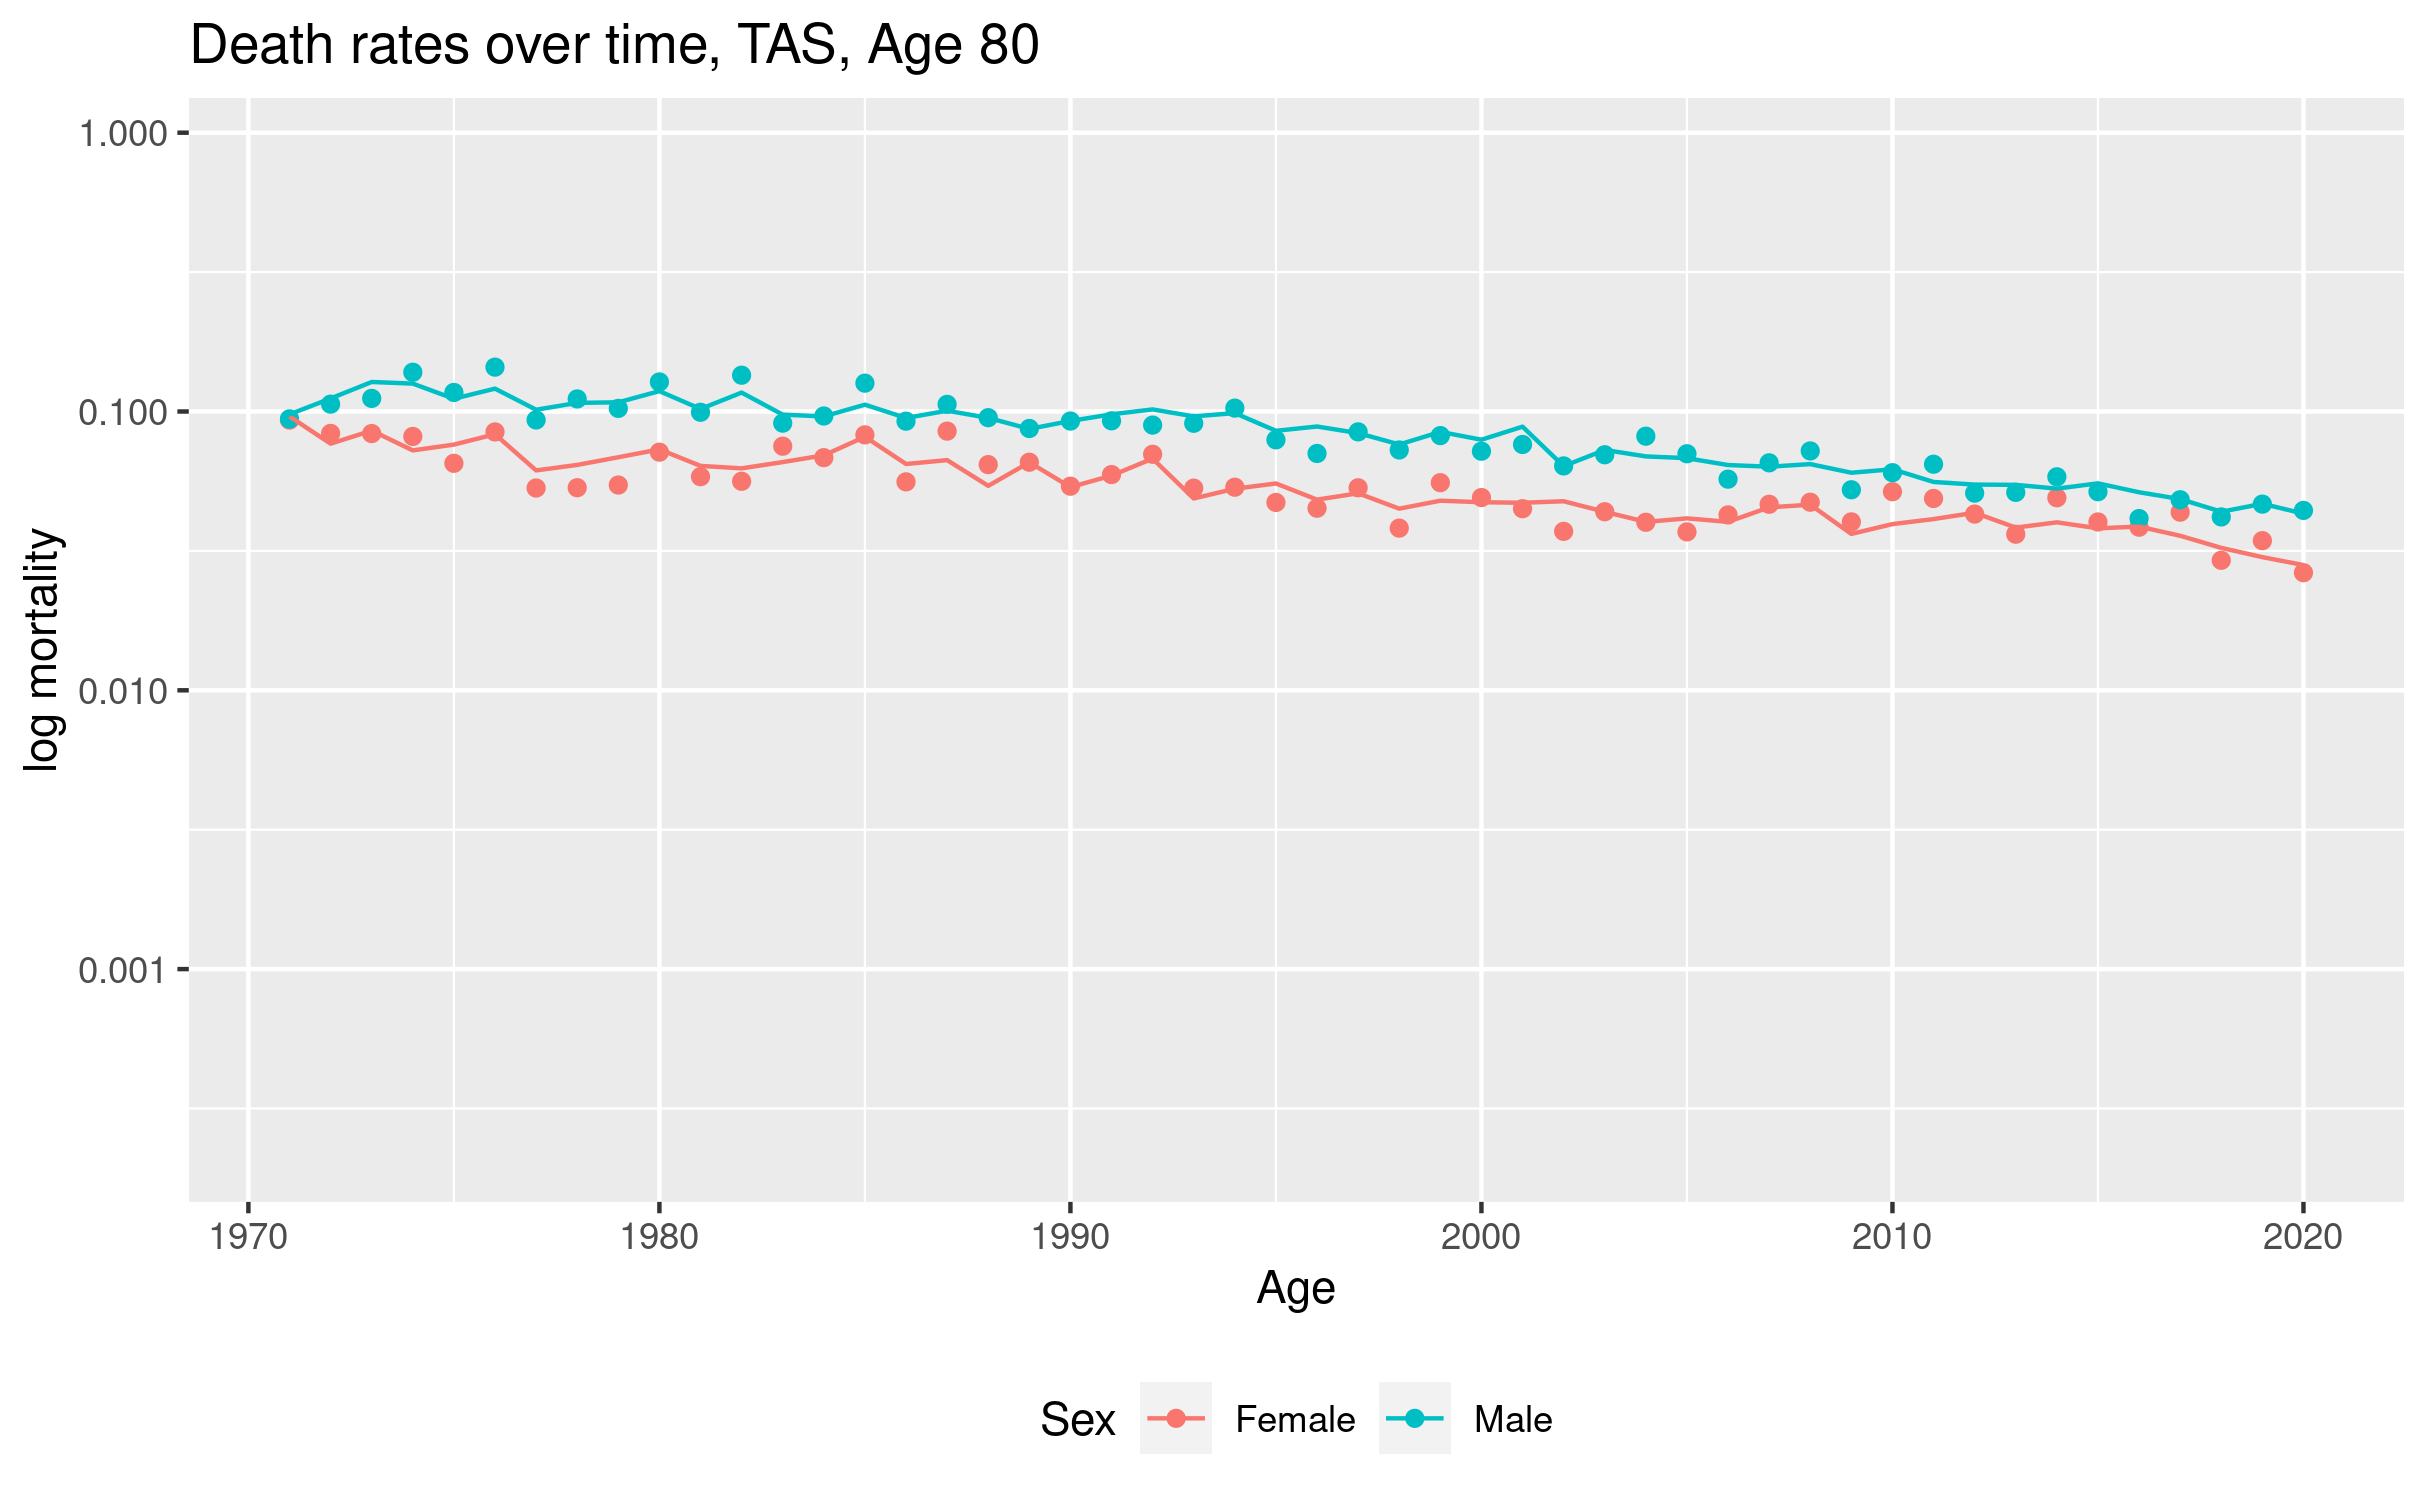 Death rates over time, TAS, Age 80
log mortality
1.000
0.100
0.010
0.001
1970 1980 1990 2000 2010 2020
Age
Sex Female Male